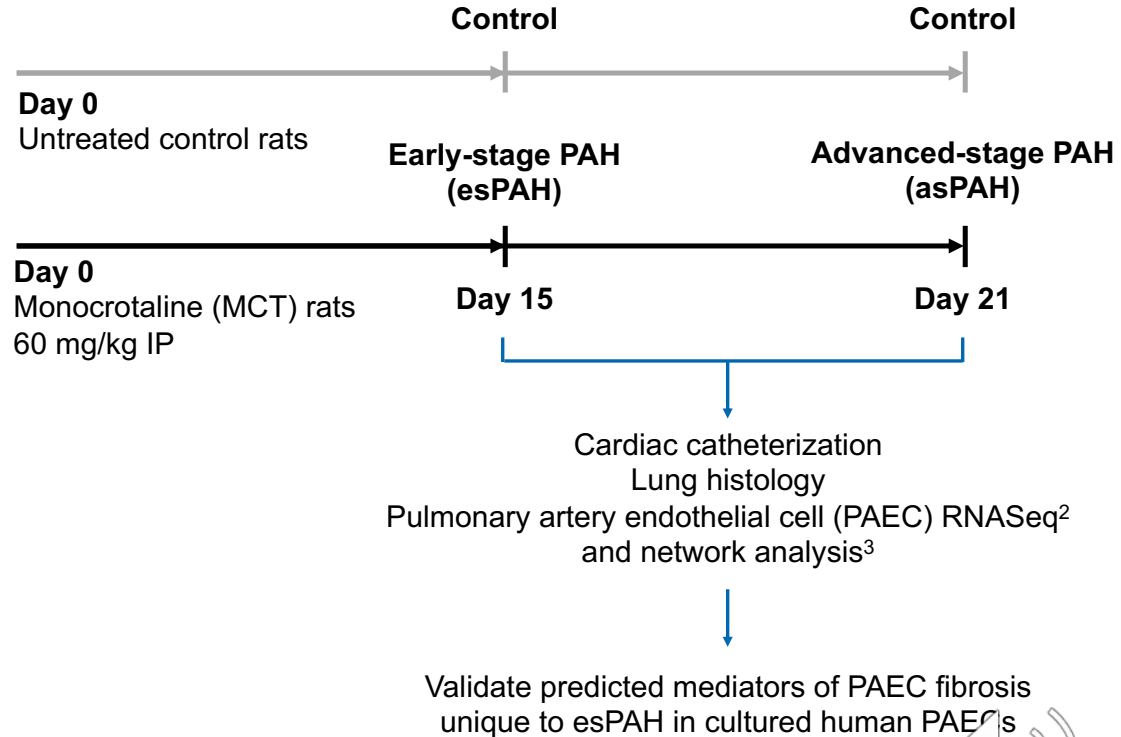 Control
Control
Day 0
Untreated control rats
Early-stage PAH
(esPAH)
Advanced-stage PAH
(asPAH)
Day 0
Monocrotaline (MCT) rats
60 mg/kg IP
Day 15
Day 21
Cardiac catheterization
Lung histology
Pulmonary artery endothelial cell (PAEC) RNASeq²
and network analysis³
Validate predicted mediators of PAEC fibrosis
unique to esPAH in cultured human PAECs